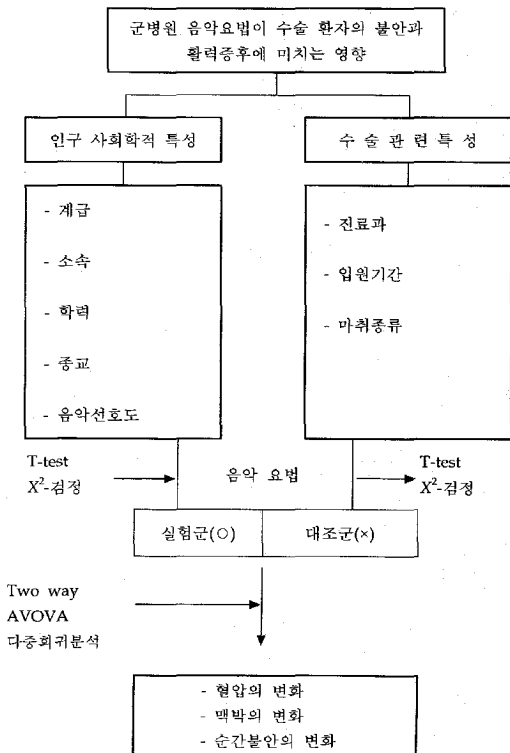 군병원 음악요법이 수술 환자의 불안과
활력증후에 미치는 영향
인구 사회학적 특성
수 술 관 련 특 성
- 계급
- 소속
- 학력
- 종교
- 음악선호도
- 진료과
- 입원기간
- 마취종류
T-test
X²-검정
음악 요법
T-test
X²-검정
실험군(○)
대조군(×)
Two way
AVOVA
다중회귀분석
- 혈압의 변화
- 맥박의 변화
- 순간불안의 변화